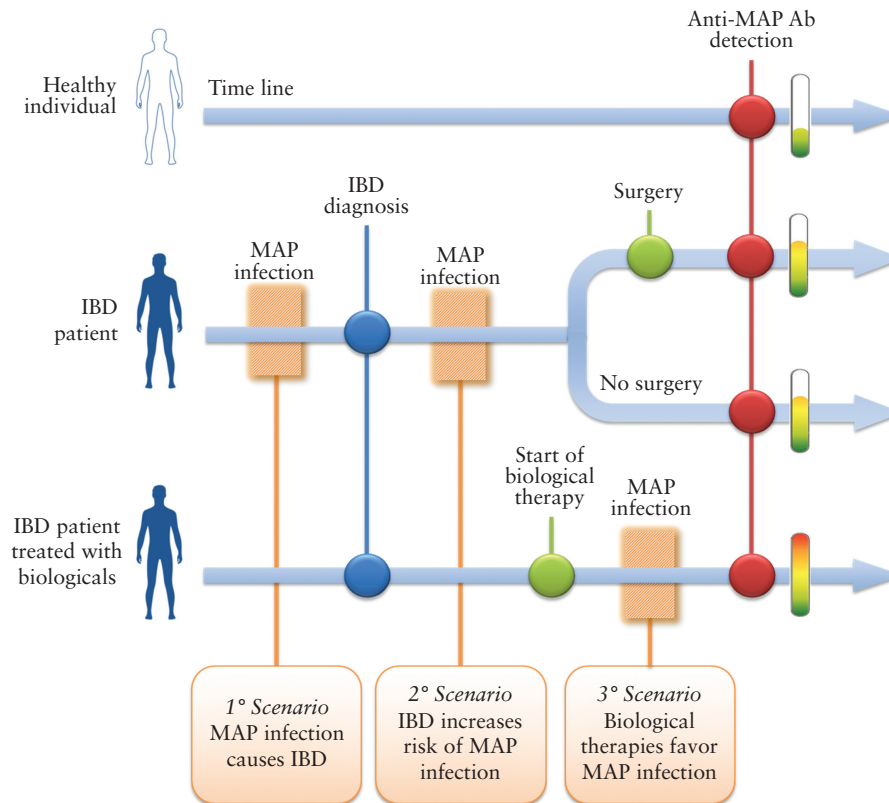 Anti-MAP Ab
detection
Healthy
individual
Time line
IBD
diagnosis
Surgery
MAP
infection
MAP
infection
IBD
patient
No surgery
Start of
biological
therapy
MAP
infection
IBD patient
treated with
biologicals
1° Scenario
MAP infection
causes IBD
2° Scenario
IBD increases
risk of MAP
infection
3° Scenario
Biological
therapies favor
MAP infection